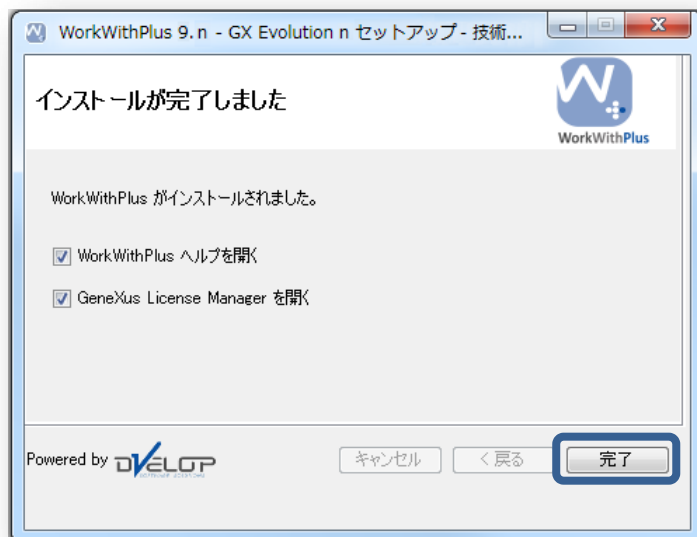 WorkWithPlus 9.n - GX Evolution n セットアップ - 技術...
インストールが完了しました
WorkWithPlus
WorkWithPlus がインストールされました。
WorkWithPlus ヘルプを開く
GeneXus License Manager を開く
Powered by DVELOP
キャンセル
< 戻る
完了